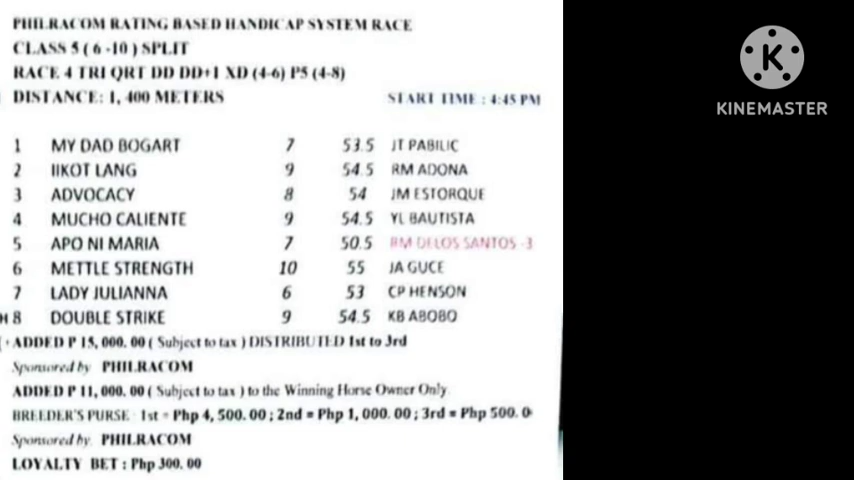 PHILRACOM RATING BASED HANDICAP SYSTEM RACE
CLASS 5 ( 6 -10 ) SPLIT
RACE 4 TRI QRT DD DD+1 XD (4-6) P5 (4-8)
DISTANCE: 1, 400 METERS START TIME : 4:45 PM
1 MY DAD BOGART 7 53.5 JT PABILIC
2 IIKOT LANG 9 54.5 RM ADONA
3 ADVOCACY 8 54 JM ESTORQUE
4 MUCHO CALIENTE 9 54.5 YL BAUTISTA
5 APO NI MARIA 7 50.5 RM DELOS SANTOS -3
6 METTLE STRENGTH 10 55 JA GUCE
7 LADY JULIANNA 6 53 CP HENSON
H 8 DOUBLE STRIKE 9 54.5 KB ABOBO
ADDED P 15, 000. 00 ( Subject to tax ) DISTRIBUTED 1st to 3rd
Sponsored by PHILRACOM
ADDED P 11, 000. 00 ( Subject to tax ) to the Winning Horse Owner Only
BREEDER'S PURSE 1st = Php 4, 500. 00 ; 2nd = Php 1, 000. 00 ; 3rd = Php 500. 0
Sponsored by PHILRACOM
LOYALTY BET : Php 300. 00
K
KINEMASTER